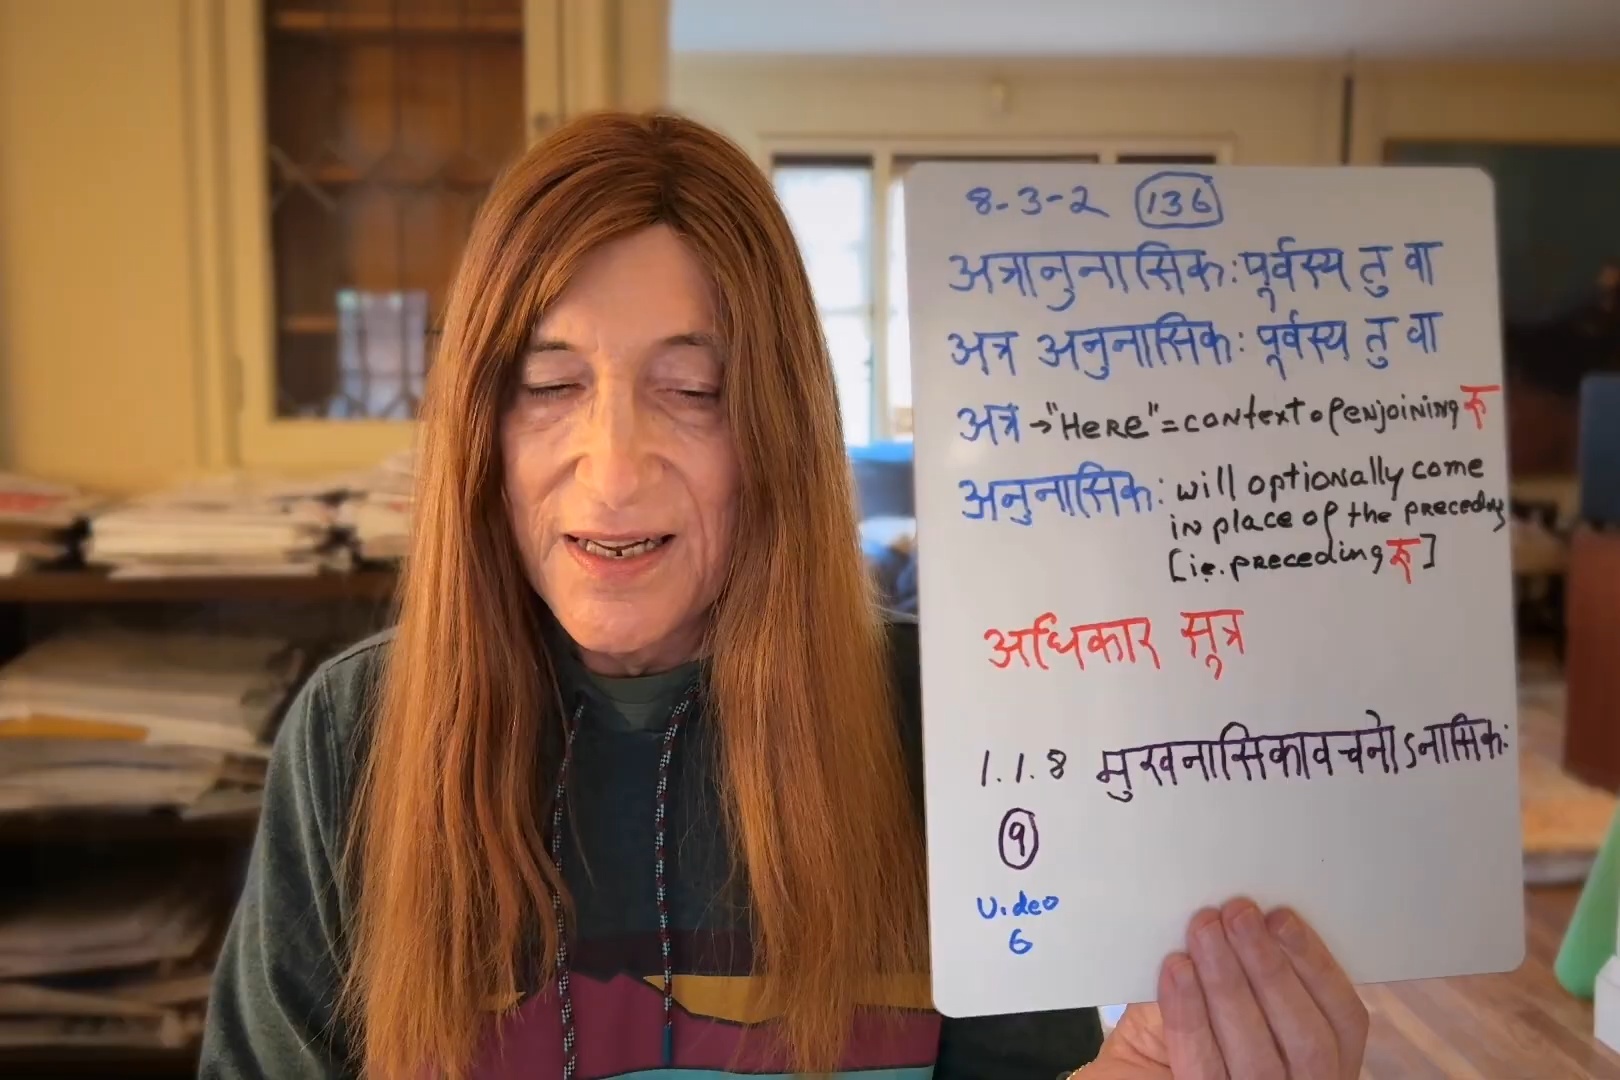 8-3-2 136
अत्रानुनासिकः पूर्वस्य तु वा
अत्र अनुनासिकः पूर्वस्य तु वा
अत्र → "HERE" = context of enjoining रु
अनुनासिकः will optionally come
in place of the preceding
[i.e. preceding रु]
अधिकार सूत्र
1.1.8 मुखनासिकावचनोऽनासिकः
9
Video
6